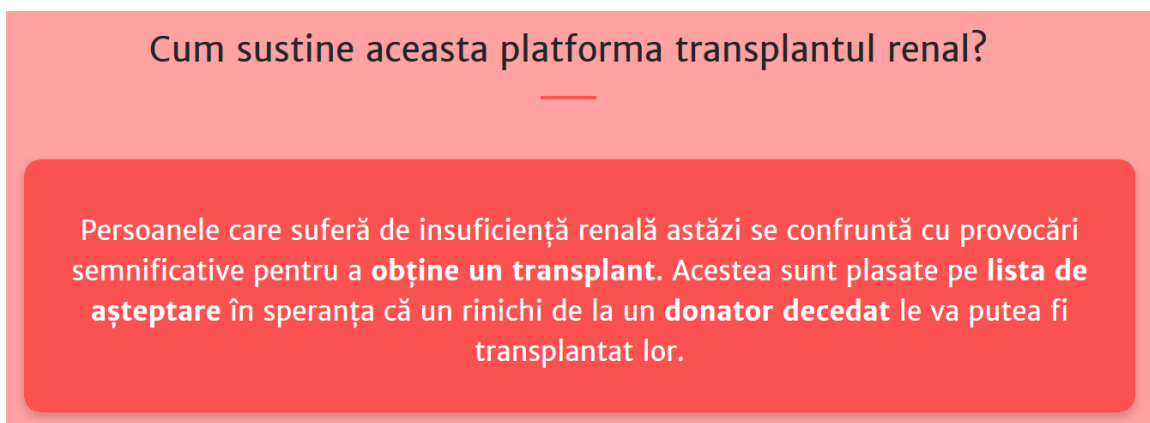 Cum sustine aceasta platforma transplantul renal?
Persoanele care suferă de insuficiență renală astăzi se confruntă cu provocări
semnificative pentru a obține un transplant. Acestea sunt plasate pe lista de
așteptare în speranța că un rinichi de la un donator decedat le va putea fi
transplantat lor.